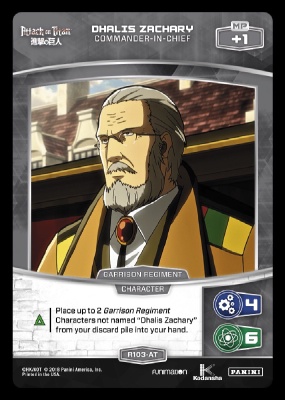 Attack on Titan
進撃の巨人
DHALIS ZACHARY
COMMANDER-IN-CHIEF
MP
+1
GARRISON REGIMENT
CHARACTER
Place up to 2 Garrison Regiment
Characters not named "Dhalis Zachary"
from your discard pile into your hand.
4
6
R103-AT
©HK/AOT © 2018 Panini America, Inc.
Printed in the USA.
FUNIMATION
K
Kodansha
PANINI